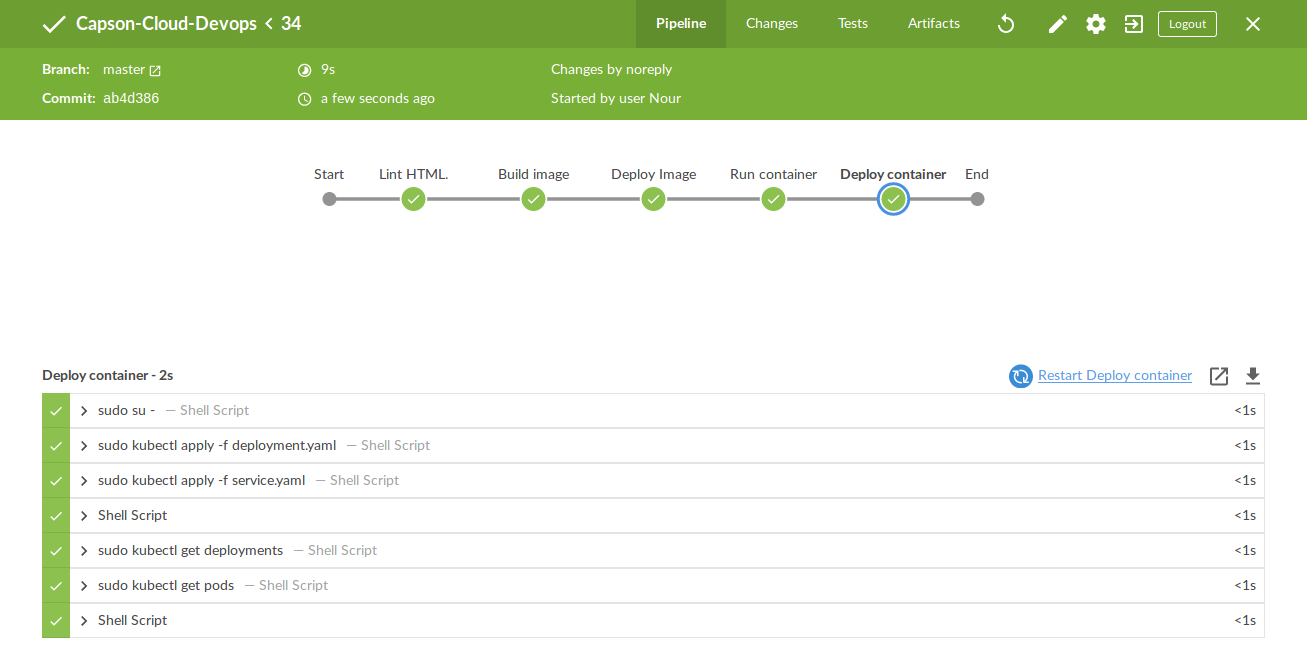 Capson-Cloud-Devops < 34
Pipeline
Changes
Tests
Artifacts
Logout
Branch: master
9s
Changes by noreply
Commit: ab4d386
a few seconds ago
Started by user Nour
Start
Lint HTML.
Build image
Deploy Image
Run container
Deploy container
End
Deploy container - 2s
Restart Deploy container
sudo su - — Shell Script <1s
sudo kubectl apply -f deployment.yaml — Shell Script <1s
sudo kubectl apply -f service.yaml — Shell Script <1s
Shell Script <1s
sudo kubectl get deployments — Shell Script <1s
sudo kubectl get pods — Shell Script <1s
Shell Script <1s